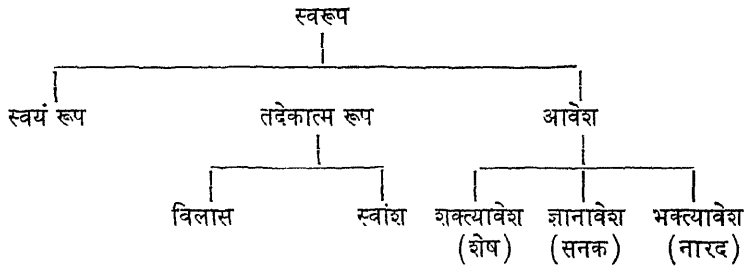 स्वरूप
स्वयं रूप तदेकात्म रूप आवेश
विलास स्वांश शक्त्यावेश ज्ञानावेश भक्त्यावेश
(शेष) (सनक) (नारद)